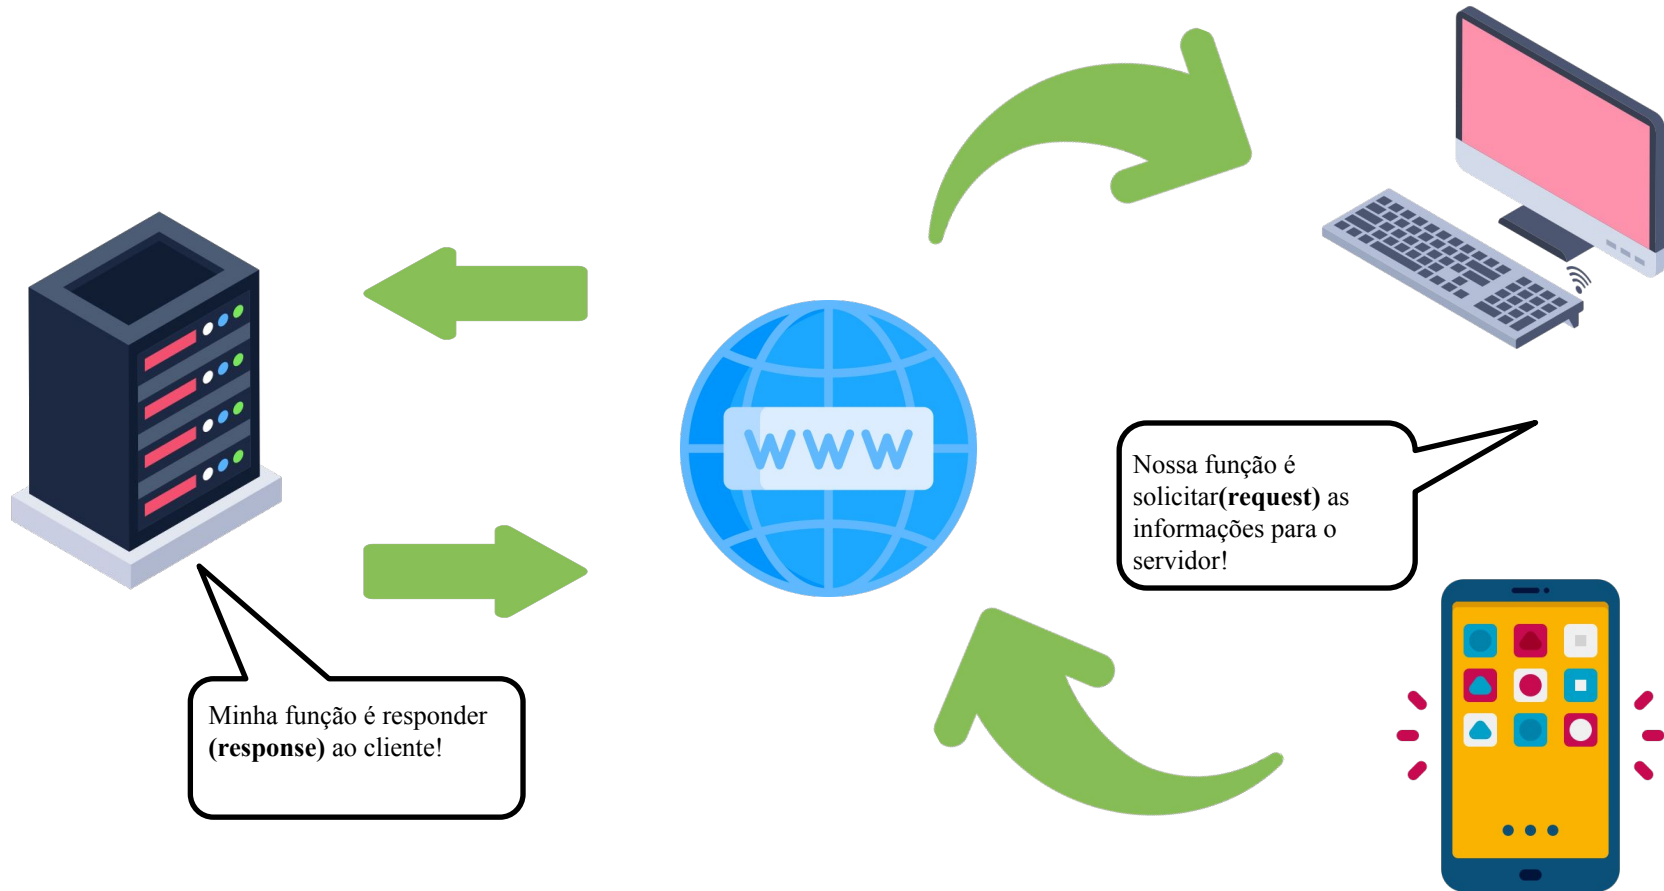 WWW
Nossa função é
solicitar(request) as
informações para o
servidor!
Minha função é responder
(response) ao cliente!